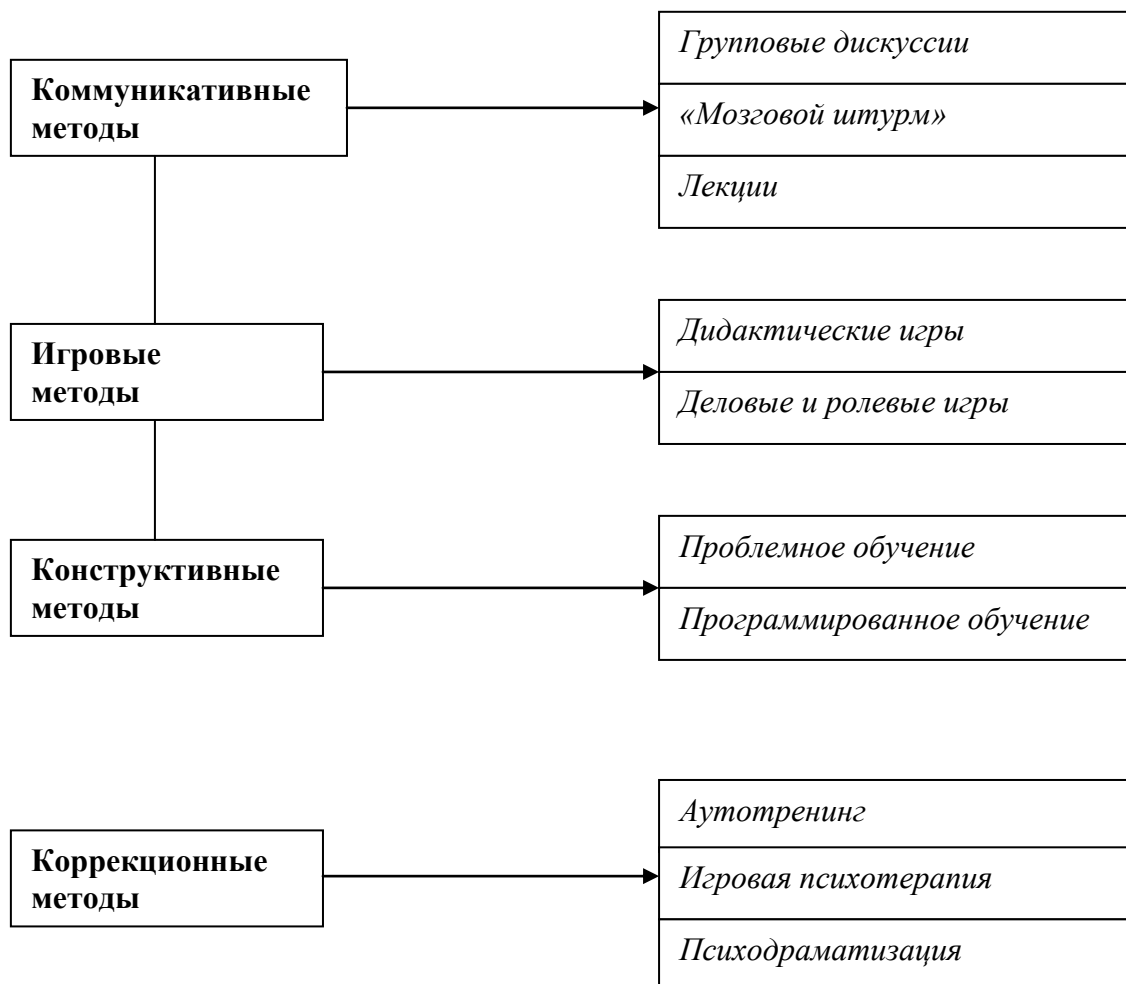 Коммуникативные
методы
Групповые дискуссии
«Мозговой штурм»
Лекции
Игровые
методы
Дидактические игры
Деловые и ролевые игры
Конструктивные
методы
Проблемное обучение
Программированное обучение
Коррекционные
методы
Аутотренинг
Игровая психотерапия
Психодраматизация